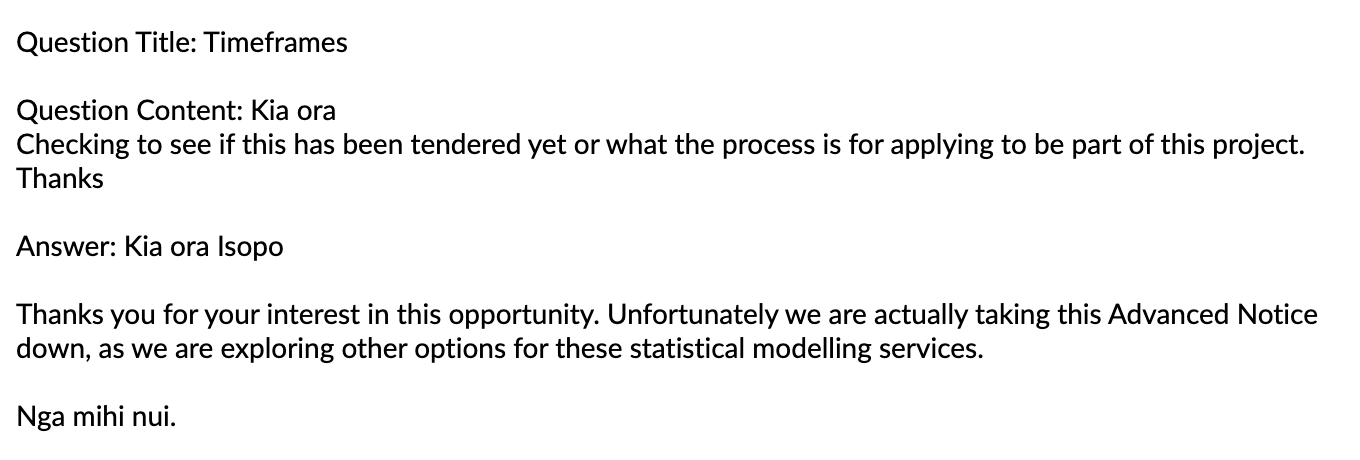 Question Title: Timeframes
Question Content: Kia ora
Checking to see if this has been tendered yet or what the process is for applying to be part of this project.
Thanks
Answer: Kia ora Isopo
Thanks you for your interest in this opportunity. Unfortunately we are actually taking this Advanced Notice
down, as we are exploring other options for these statistical modelling services.
Nga mihi nui.